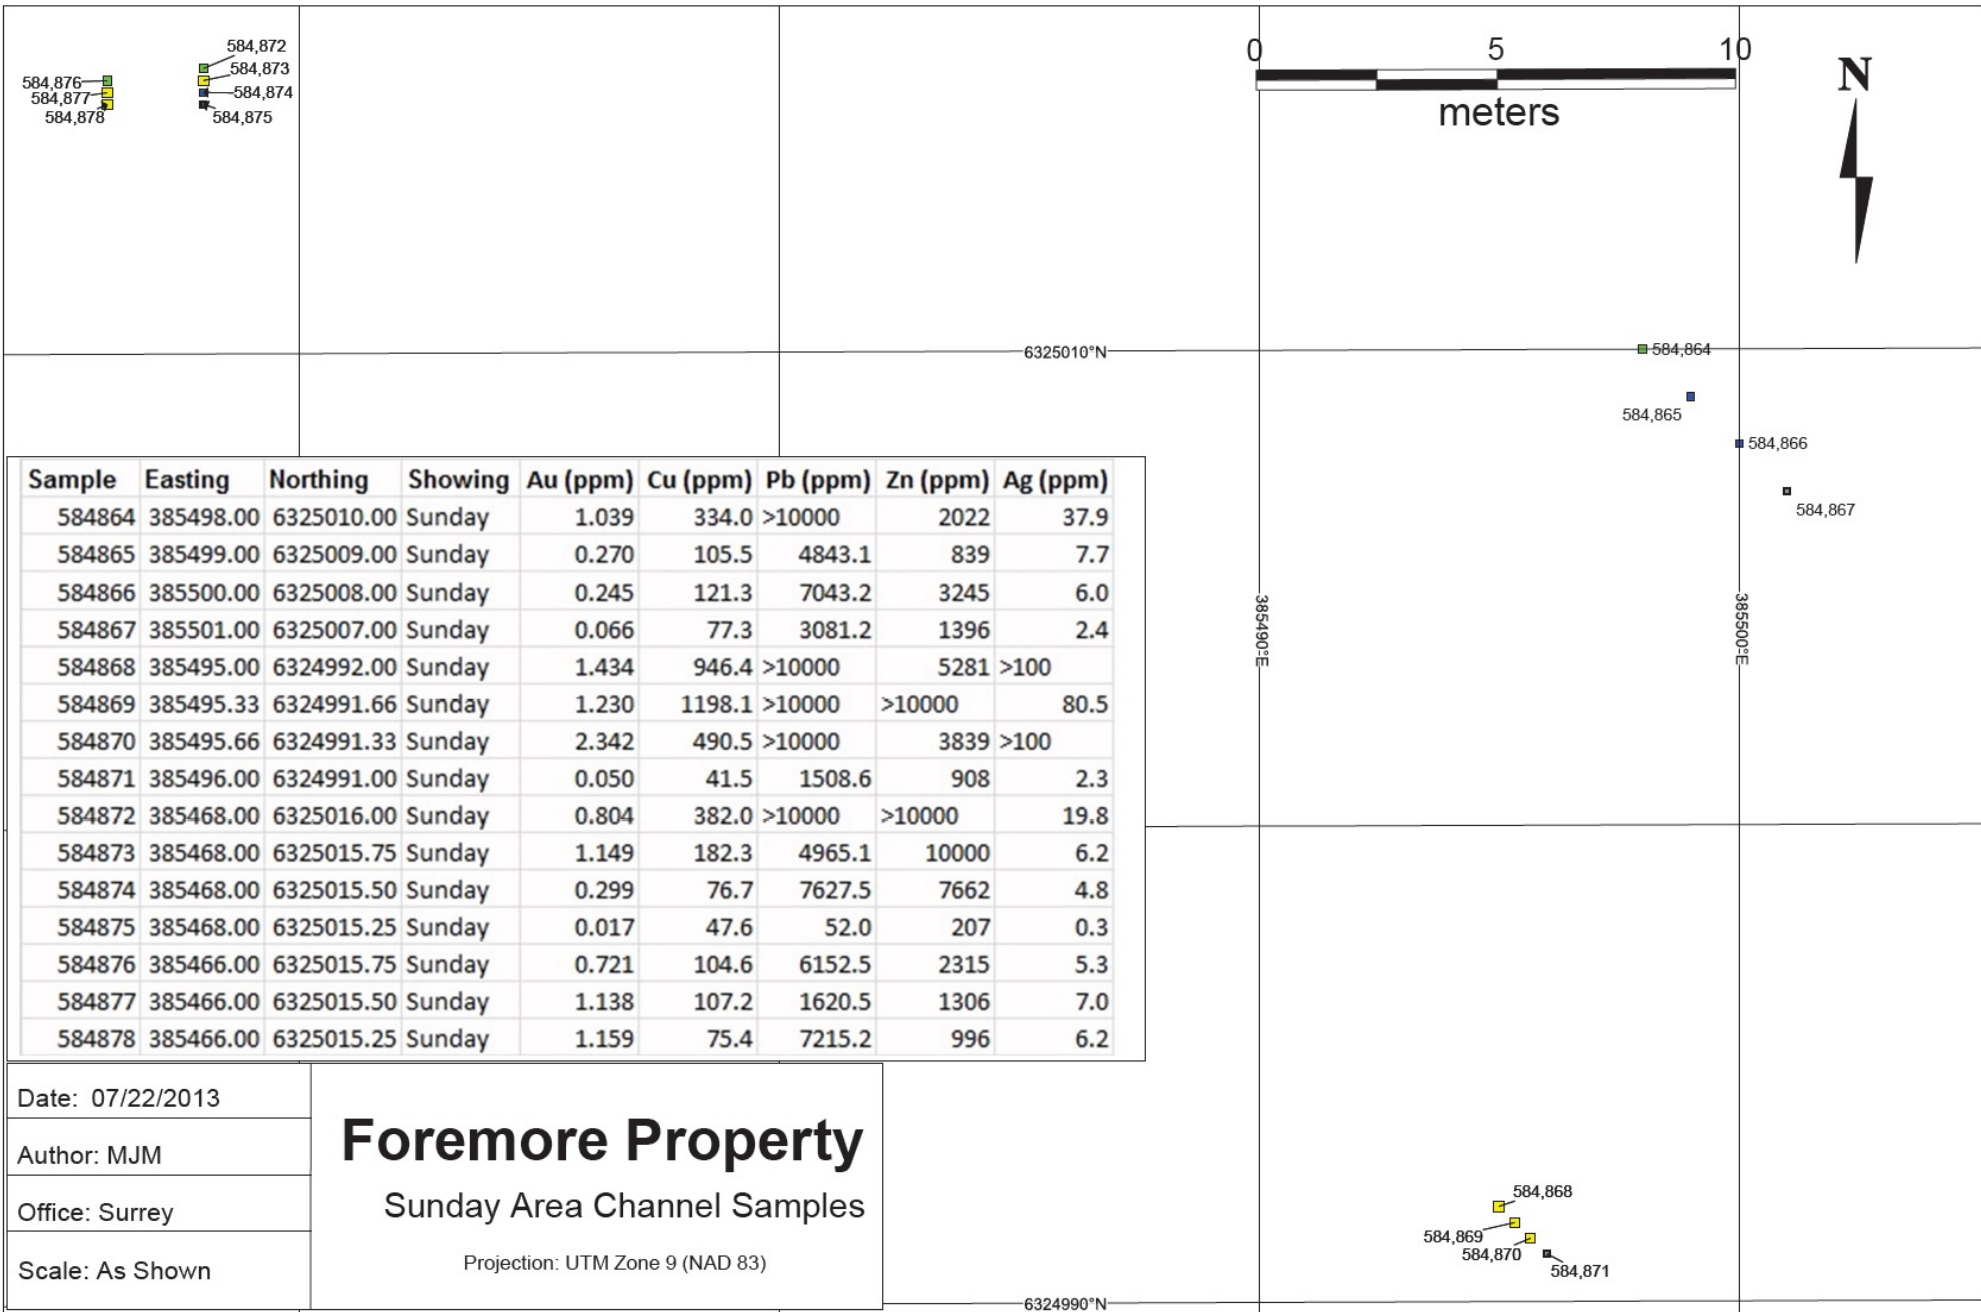 584,872
584,873
584,874
584,875
584,876
584,877
584,878
0 5 10
meters
N
6325010°N
584,864
584,865
584,866
584,867
385490°E
385500°E
Sample Easting Northing Showing Au (ppm) Cu (ppm) Pb (ppm) Zn (ppm) Ag (ppm)
584864 385498.00 6325010.00 Sunday 1.039 334.0 >10000 2022 37.9
584865 385499.00 6325009.00 Sunday 0.270 105.5 4843.1 839 7.7
584866 385500.00 6325008.00 Sunday 0.245 121.3 7043.2 3245 6.0
584867 385501.00 6325007.00 Sunday 0.066 77.3 3081.2 1396 2.4
584868 385495.00 6324992.00 Sunday 1.434 946.4 >10000 5281 >100
584869 385495.33 6324991.66 Sunday 1.230 1198.1 >10000 >10000 80.5
584870 385495.66 6324991.33 Sunday 2.342 490.5 >10000 3839 >100
584871 385496.00 6324991.00 Sunday 0.050 41.5 1508.6 908 2.3
584872 385468.00 6325016.00 Sunday 0.804 382.0 >10000 >10000 19.8
584873 385468.00 6325015.75 Sunday 1.149 182.3 4965.1 10000 6.2
584874 385468.00 6325015.50 Sunday 0.299 76.7 7627.5 7662 4.8
584875 385468.00 6325015.25 Sunday 0.017 47.6 52.0 207 0.3
584876 385466.00 6325015.75 Sunday 0.721 104.6 6152.5 2315 5.3
584877 385466.00 6325015.50 Sunday 1.138 107.2 1620.5 1306 7.0
584878 385466.00 6325015.25 Sunday 1.159 75.4 7215.2 996 6.2
Date: 07/22/2013
Author: MJM
Office: Surrey
Scale: As Shown
Foremore Property
Sunday Area Channel Samples
Projection: UTM Zone 9 (NAD 83)
584,868
584,869
584,870
584,871
6324990°N